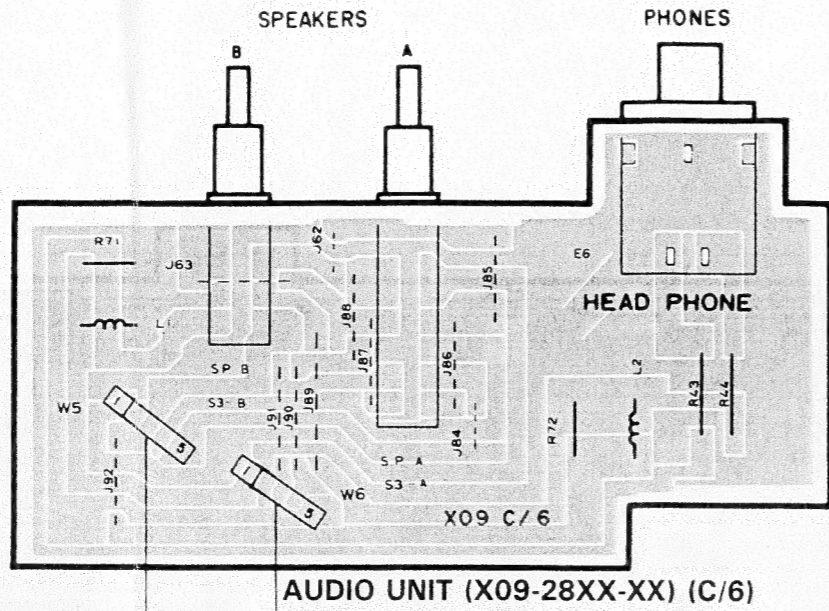 SPEAKERS
PHONES
B
A
R71
J63
J62
J85
E6
J88
HEAD PHONE
L1
J87
J86
L2
SP B
R43
R44
W5
1
S3-B
J91
J90
J89
R72
J84
5
SP A
J92
1
S3-A
W6
5
X09 C/6
AUDIO UNIT (X09-28XX-XX) (C/6)